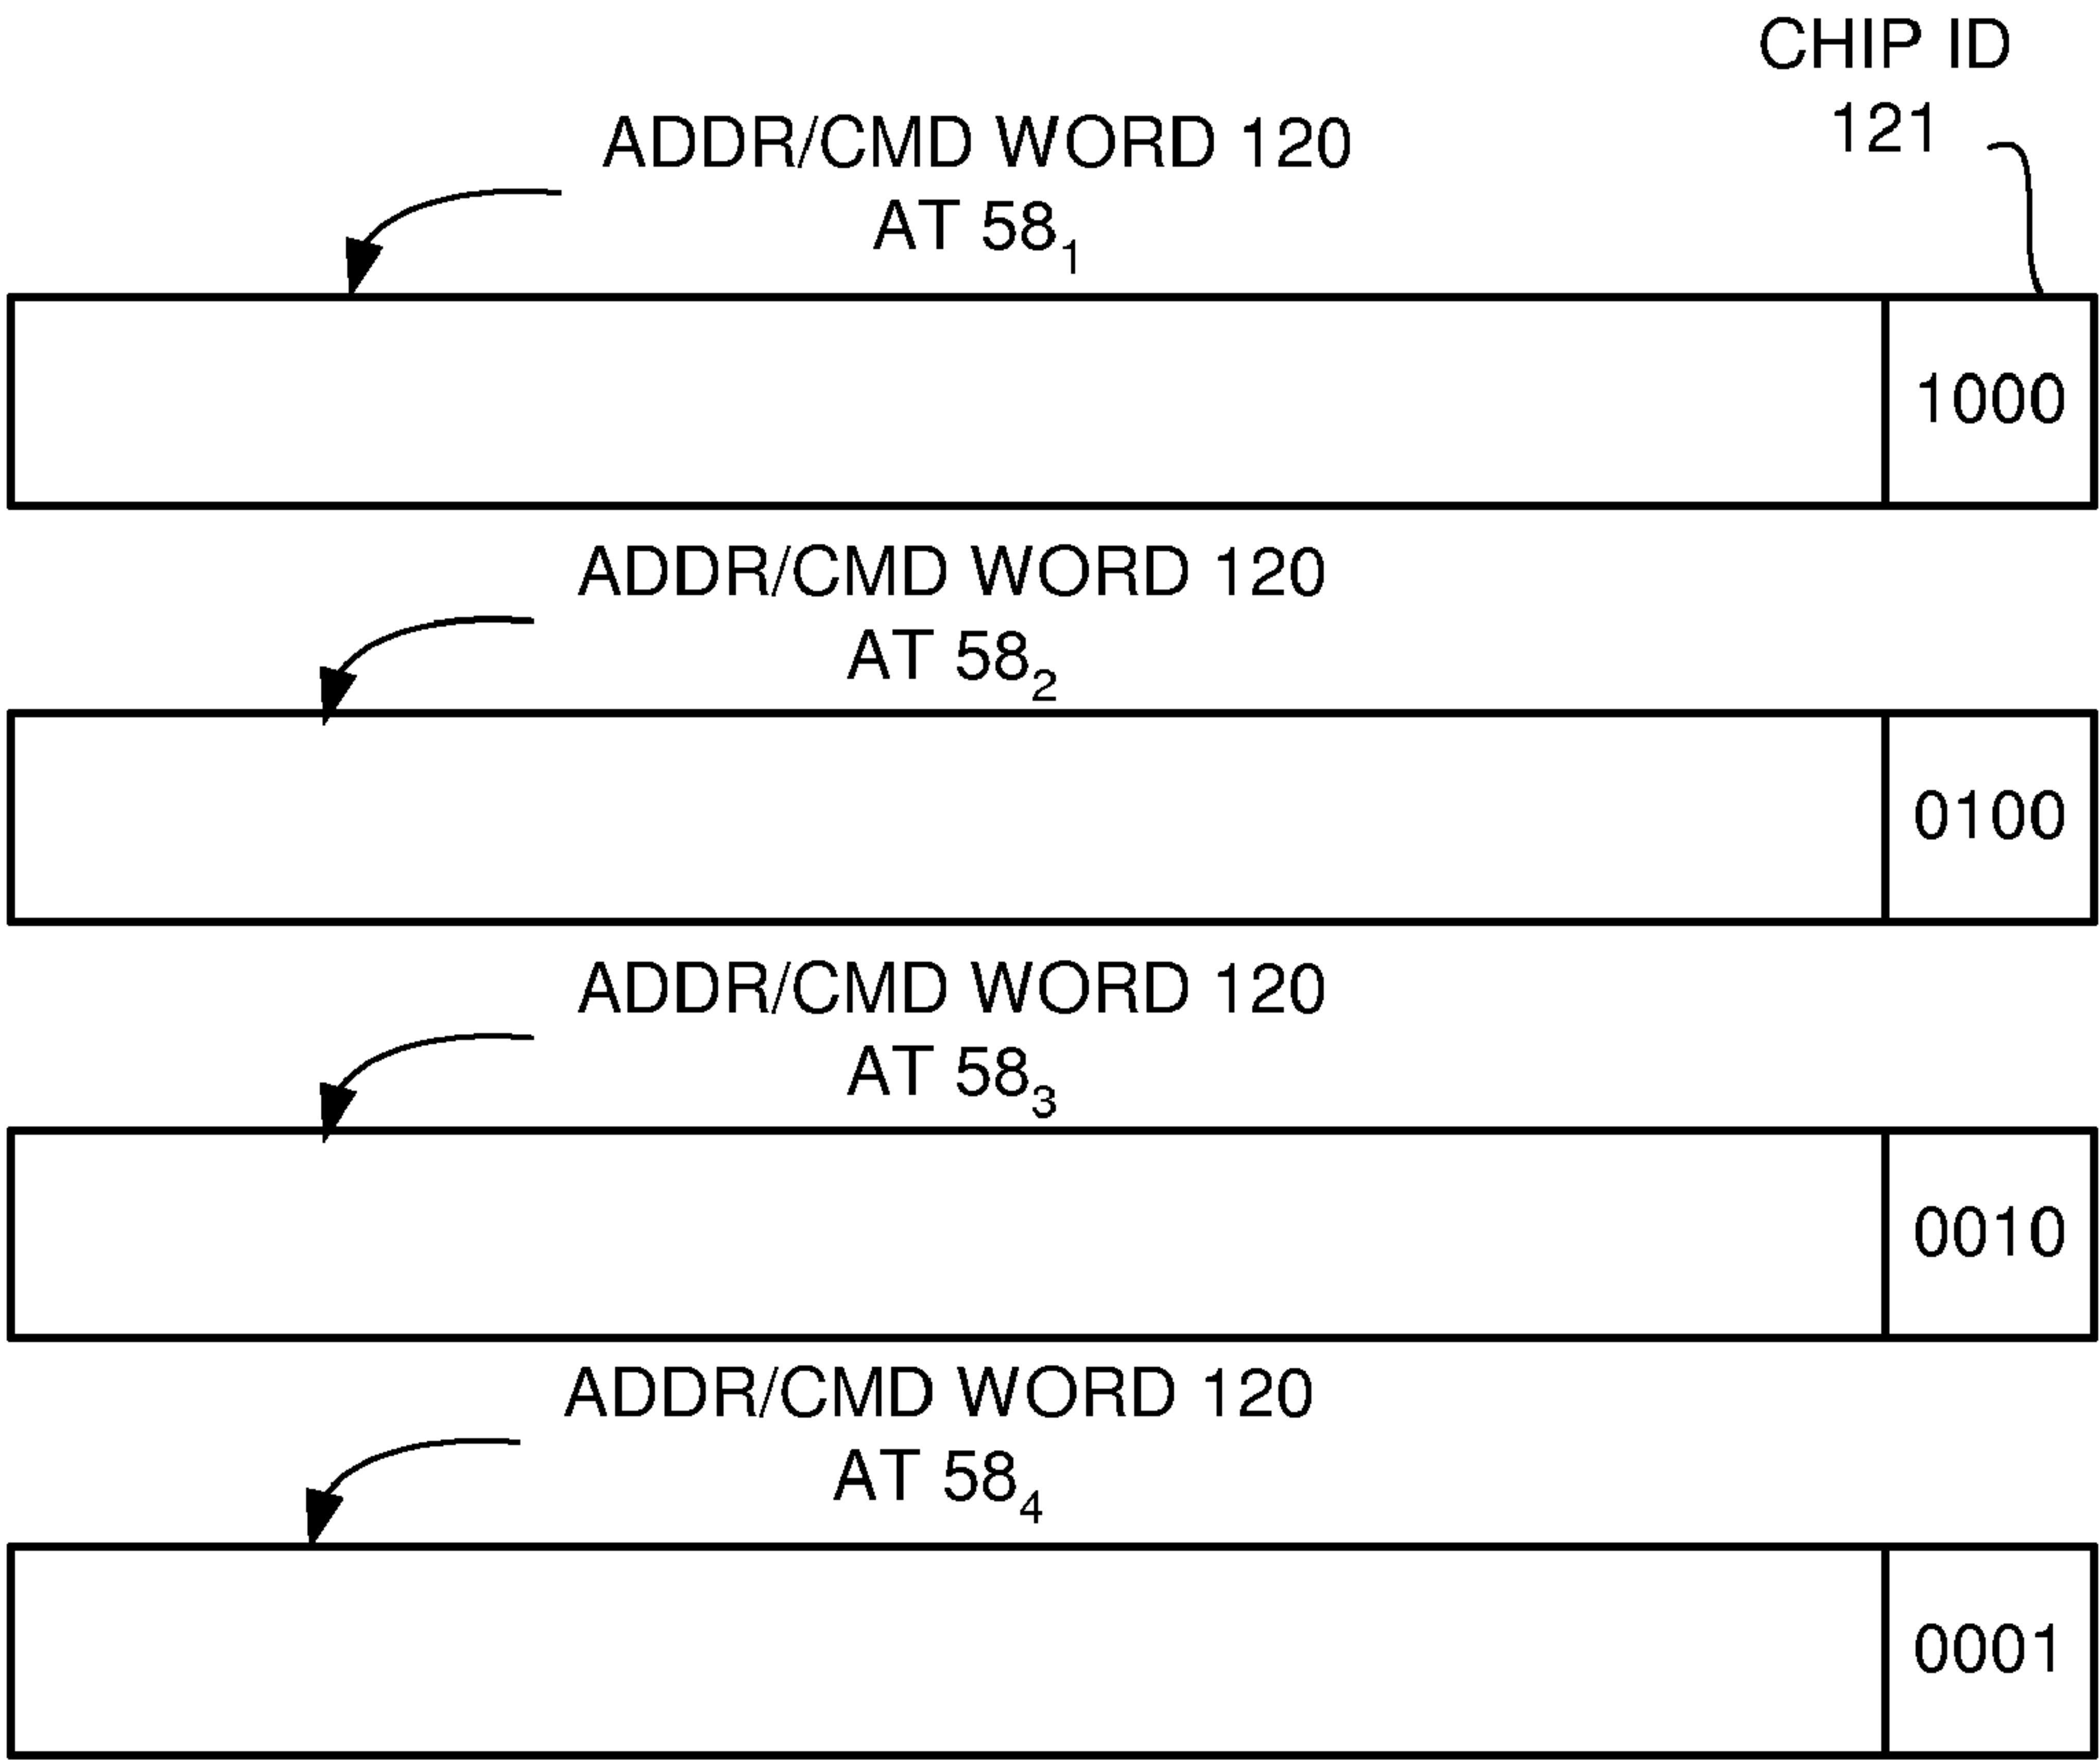 CHIP ID
121
ADDR/CMD WORD 120
AT 58₁
1000
ADDR/CMD WORD 120
AT 58₂
0100
ADDR/CMD WORD 120
AT 58₃
0010
ADDR/CMD WORD 120
AT 58₄
0001